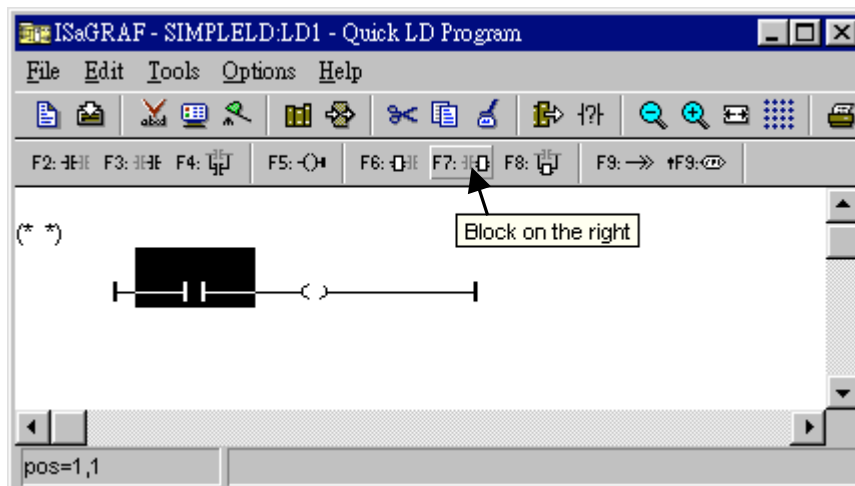 ISaGRAF - SIMPLELD:LD1 - Quick LD Program
File Edit Tools Options Help
abcd
F2: F3: F4: F5: F6: F7: F8: F9: ↑F9:
Block on the right
(* *)
pos=1,1